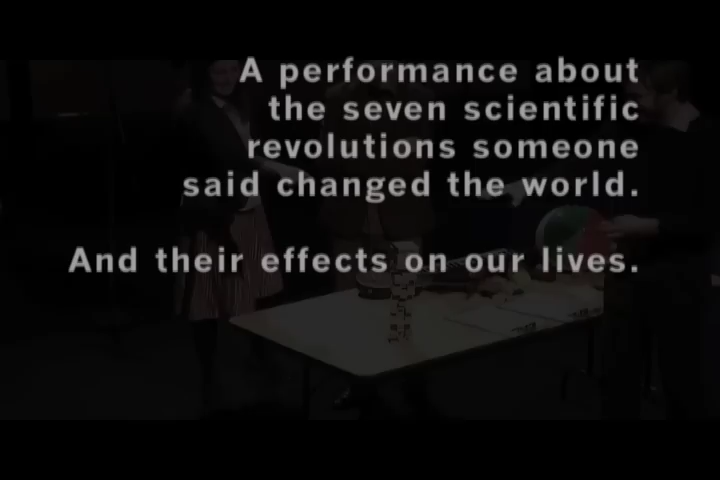 A performance about
the seven scientific
revolutions someone
said changed the world.
And their effects on our lives.